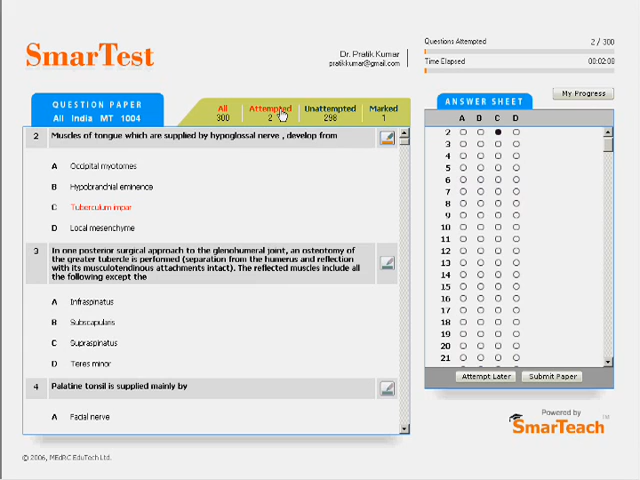 SmarTest
Dr. Pratik Kumar
pratikkumar@gmail.com
Questions Attempted 2 / 300
Time Elapsed 00:02:08
My Progress
QUESTION PAPER
All India MT 1004
All Attempted Unattempted Marked
300 2 298 1
ANSWER SHEET
A B C D
2 Muscles of tongue which are supplied by hypoglossal nerve , develop from
A Occipital myotomes
B Hypobranchial eminence
C Tuberculum impar
D Local mesenchyme
3 In one posterior surgical approach to the glenohumeral joint, an osteotomy of
the greater tubercle is performed (separation from the humerus and reflection
with its musculotendinous attachments intact). The reflected muscles include all
the following except the
A Infraspinatus
B Subscapularis
C Supraspinatus
D Teres minor
4 Palatine tonsil is supplied mainly by
A Facial nerve
2
3
4
5
6
7
8
9
10
11
12
13
14
15
16
17
18
19
20
21
Attempt Later Submit Paper
Powered by
SmarTeach TM
© 2006, MEdRC EduTech Ltd.